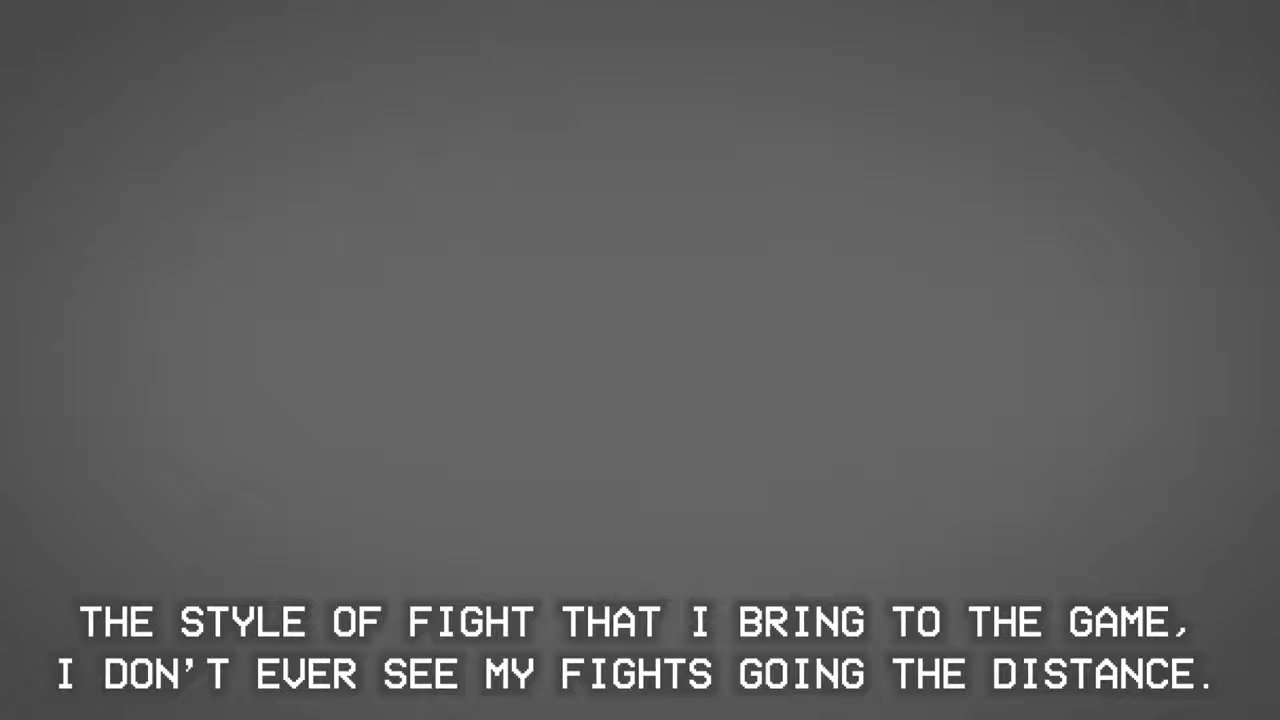 THE STYLE OF FIGHT THAT I BRING TO THE GAME,
I DON'T EVER SEE MY FIGHTS GOING THE DISTANCE.